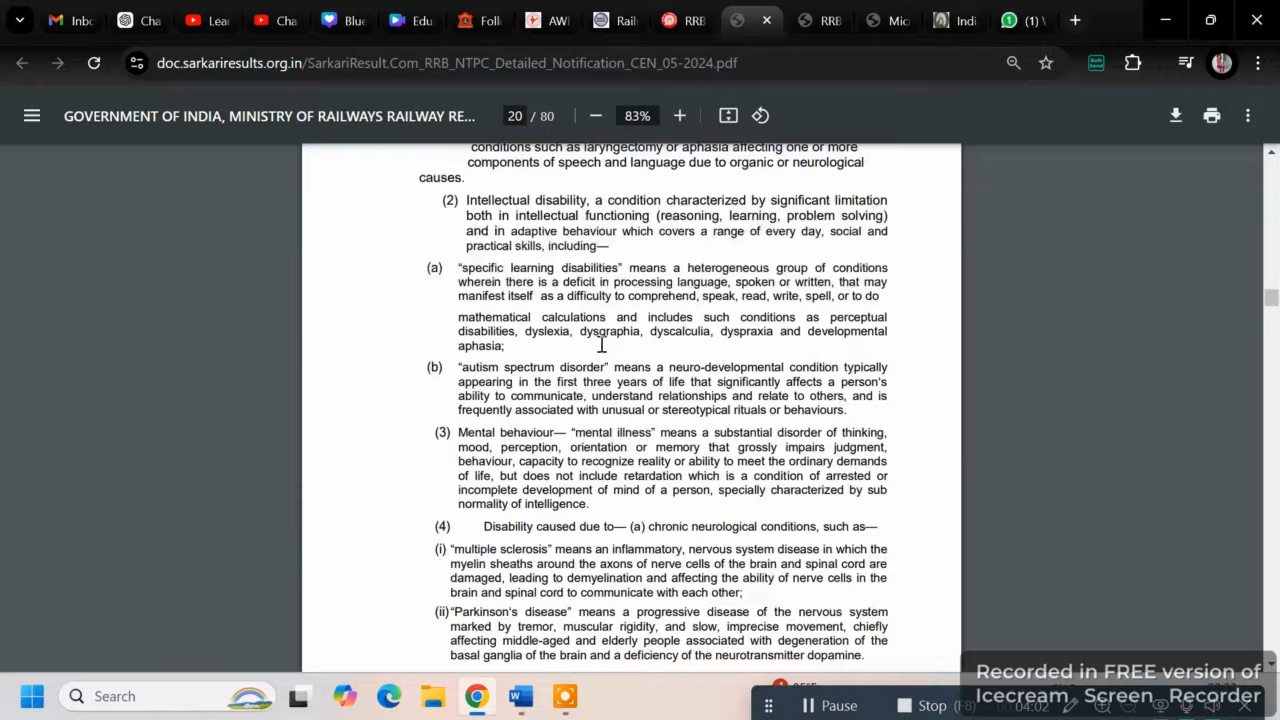 Inbc
Cha
Lear
Cha
Blue
Edu
Foll
AWI
Rail
RRB
RRB
Mic
Indi
(1)
doc.sarkariresults.org.in/SarkariResult.Com_RRB_NTPC_Detailed_Notification_CEN_05-2024.pdf
GOVERNMENT OF INDIA, MINISTRY OF RAILWAYS RAILWAY RE...
20 / 80
83%
conditions such as laryngectomy or aphasia affecting one or more
components of speech and language due to organic or neurological
causes.
(2) Intellectual disability, a condition characterized by significant limitation
both in intellectual functioning (reasoning, learning, problem solving)
and in adaptive behaviour which covers a range of every day, social and
practical skills, including—
(a) “specific learning disabilities” means a heterogeneous group of conditions
wherein there is a deficit in processing language, spoken or written, that may
manifest itself as a difficulty to comprehend, speak, read, write, spell, or to do
mathematical calculations and includes such conditions as perceptual
disabilities, dyslexia, dysgraphia, dyscalculia, dyspraxia and developmental
aphasia;
(b) “autism spectrum disorder” means a neuro-developmental condition typically
appearing in the first three years of life that significantly affects a person's
ability to communicate, understand relationships and relate to others, and is
frequently associated with unusual or stereotypical rituals or behaviours.
(3) Mental behaviour— “mental illness” means a substantial disorder of thinking,
mood, perception, orientation or memory that grossly impairs judgment,
behaviour, capacity to recognize reality or ability to meet the ordinary demands
of life, but does not include retardation which is a condition of arrested or
incomplete development of mind of a person, specially characterized by sub
normality of intelligence.
(4) Disability caused due to— (a) chronic neurological conditions, such as—
(i) “multiple sclerosis” means an inflammatory, nervous system disease in which the
myelin sheaths around the axons of nerve cells of the brain and spinal cord are
damaged, leading to demyelination and affecting the ability of nerve cells in the
brain and spinal cord to communicate with each other;
(ii) “Parkinson's disease” means a progressive disease of the nervous system
marked by tremor, muscular rigidity, and slow, imprecise movement, chiefly
affecting middle-aged and elderly people associated with degeneration of the
basal ganglia of the brain and a deficiency of the neurotransmitter dopamine.
Recorded in FREE version of
Icecream Screen Recorder
Search
Pause
Stop (F8)
00:04:02